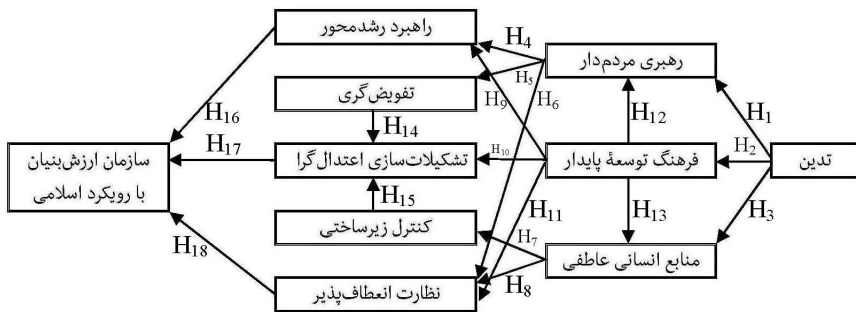 راهبرد رشدمحور
H4
رهبری مردم‌دار
H5
تفویض‌گری
H9
H6
H16
H14
H12
H1
سازمان ارزش‌بنیان
با رویکرد اسلامی
H17
تشکیلات‌سازی اعتدال‌گرا
H10
فرهنگ توسعهٔ پایدار
H2
تدین
H15
H11
H13
H3
کنترل زیرساختی
H7
H18
منابع انسانی عاطفی
H8
نظارت انعطاف‌پذیر